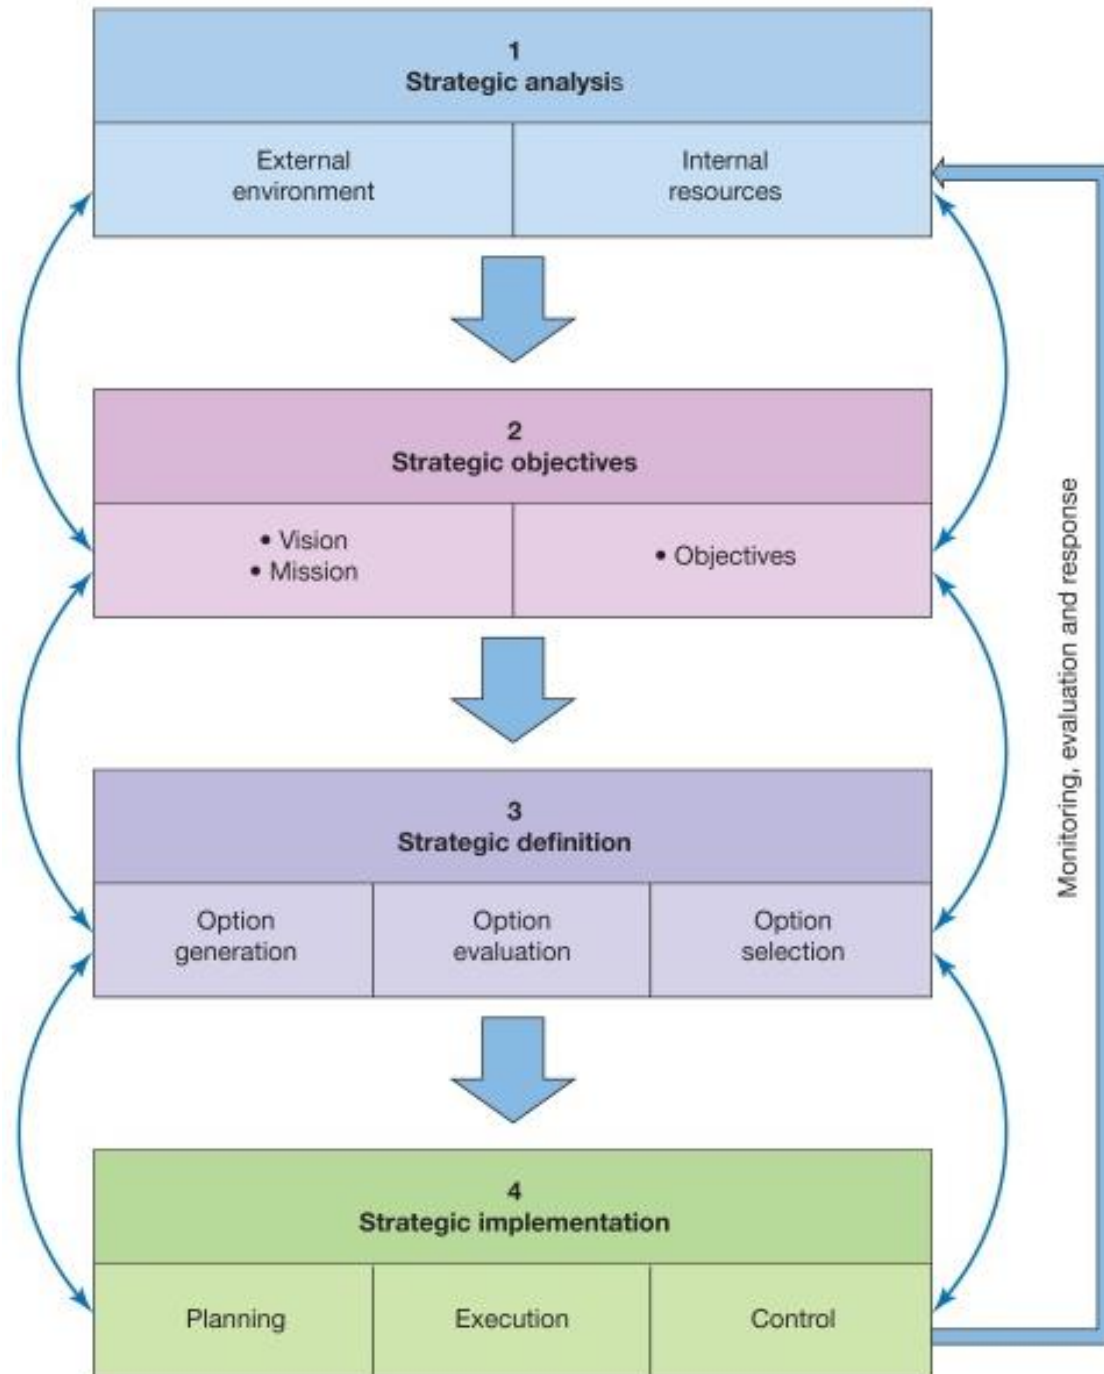 1
Strategic analysis
External
environment
Internal
resources
2
Strategic objectives
• Vision
• Mission
• Objectives
3
Strategic definition
Option
generation
Option
evaluation
Option
selection
4
Strategic implementation
Planning
Execution
Control
Monitoring, evaluation and response